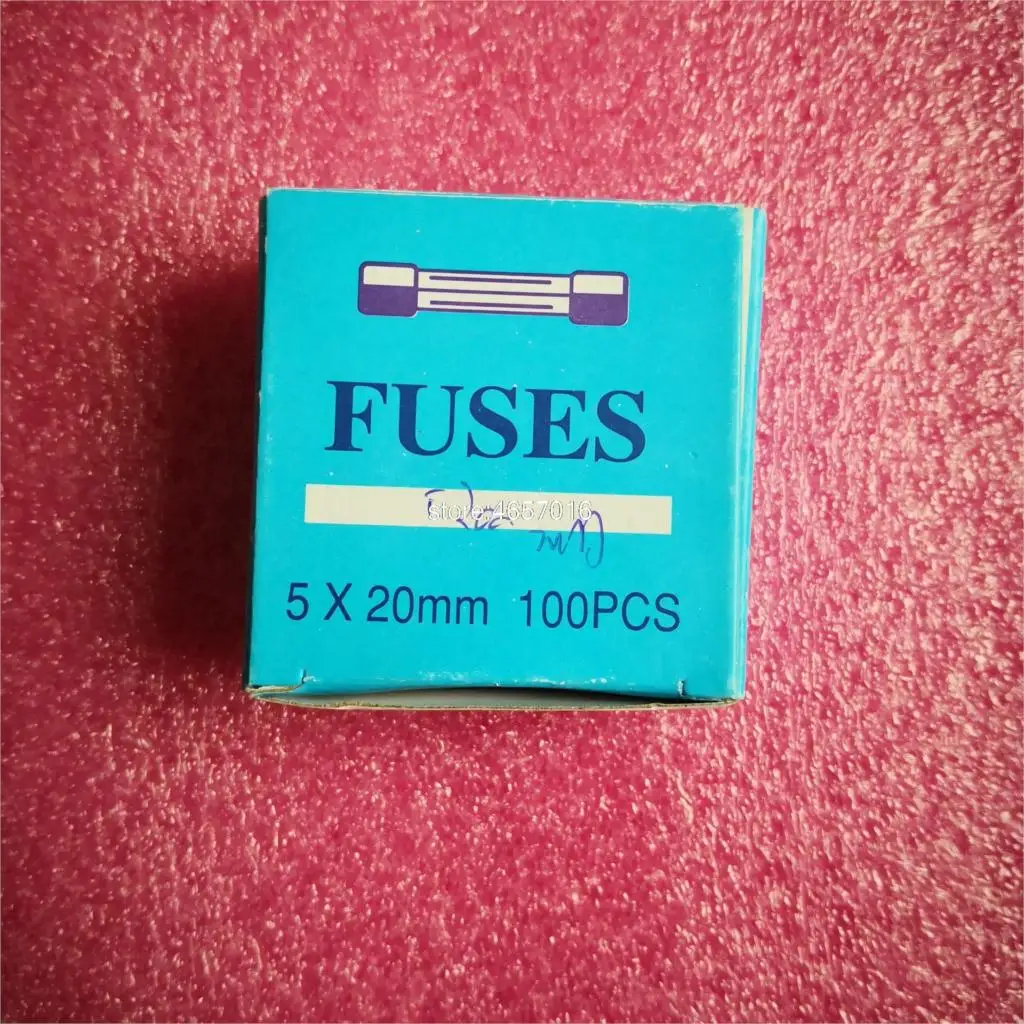 FUSES
store:4657016
5 X 20mm 100PCS